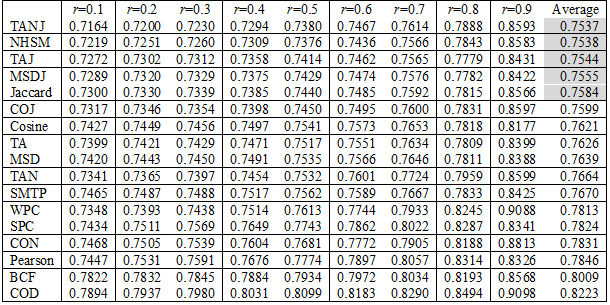 r=0.1 r=0.2 r=0.3 r=0.4 r=0.5 r=0.6 r=0.7 r=0.8 r=0.9 Average
TANJ 0.7164 0.7200 0.7230 0.7294 0.7380 0.7467 0.7614 0.7888 0.8593 0.7537
NHSM 0.7219 0.7251 0.7260 0.7309 0.7376 0.7436 0.7566 0.7843 0.8583 0.7538
TAJ 0.7272 0.7302 0.7312 0.7358 0.7414 0.7462 0.7565 0.7779 0.8431 0.7544
MSDJ 0.7289 0.7320 0.7329 0.7375 0.7429 0.7474 0.7576 0.7782 0.8422 0.7555
Jaccard 0.7300 0.7330 0.7339 0.7385 0.7440 0.7485 0.7592 0.7815 0.8566 0.7584
COJ 0.7317 0.7346 0.7354 0.7398 0.7450 0.7495 0.7600 0.7831 0.8597 0.7599
Cosine 0.7427 0.7449 0.7456 0.7497 0.7541 0.7573 0.7653 0.7818 0.8177 0.7621
TA 0.7399 0.7421 0.7429 0.7471 0.7517 0.7551 0.7634 0.7809 0.8399 0.7626
MSD 0.7420 0.7443 0.7450 0.7491 0.7535 0.7566 0.7646 0.7811 0.8388 0.7639
TAN 0.7341 0.7365 0.7397 0.7454 0.7532 0.7601 0.7724 0.7959 0.8599 0.7664
SMTP 0.7465 0.7487 0.7488 0.7517 0.7562 0.7589 0.7667 0.7833 0.8425 0.7670
WPC 0.7348 0.7393 0.7438 0.7514 0.7613 0.7744 0.7933 0.8245 0.9088 0.7813
SPC 0.7434 0.7511 0.7569 0.7649 0.7743 0.7862 0.8022 0.8287 0.8341 0.7824
CON 0.7468 0.7505 0.7539 0.7604 0.7681 0.7772 0.7905 0.8188 0.8813 0.7831
Pearson 0.7447 0.7531 0.7591 0.7676 0.7774 0.7897 0.8057 0.8314 0.8326 0.7846
BCF 0.7822 0.7832 0.7845 0.7884 0.7934 0.7972 0.8034 0.8193 0.8568 0.8009
COD 0.7894 0.7937 0.7980 0.8031 0.8099 0.8183 0.8290 0.8494 0.9098 0.8223